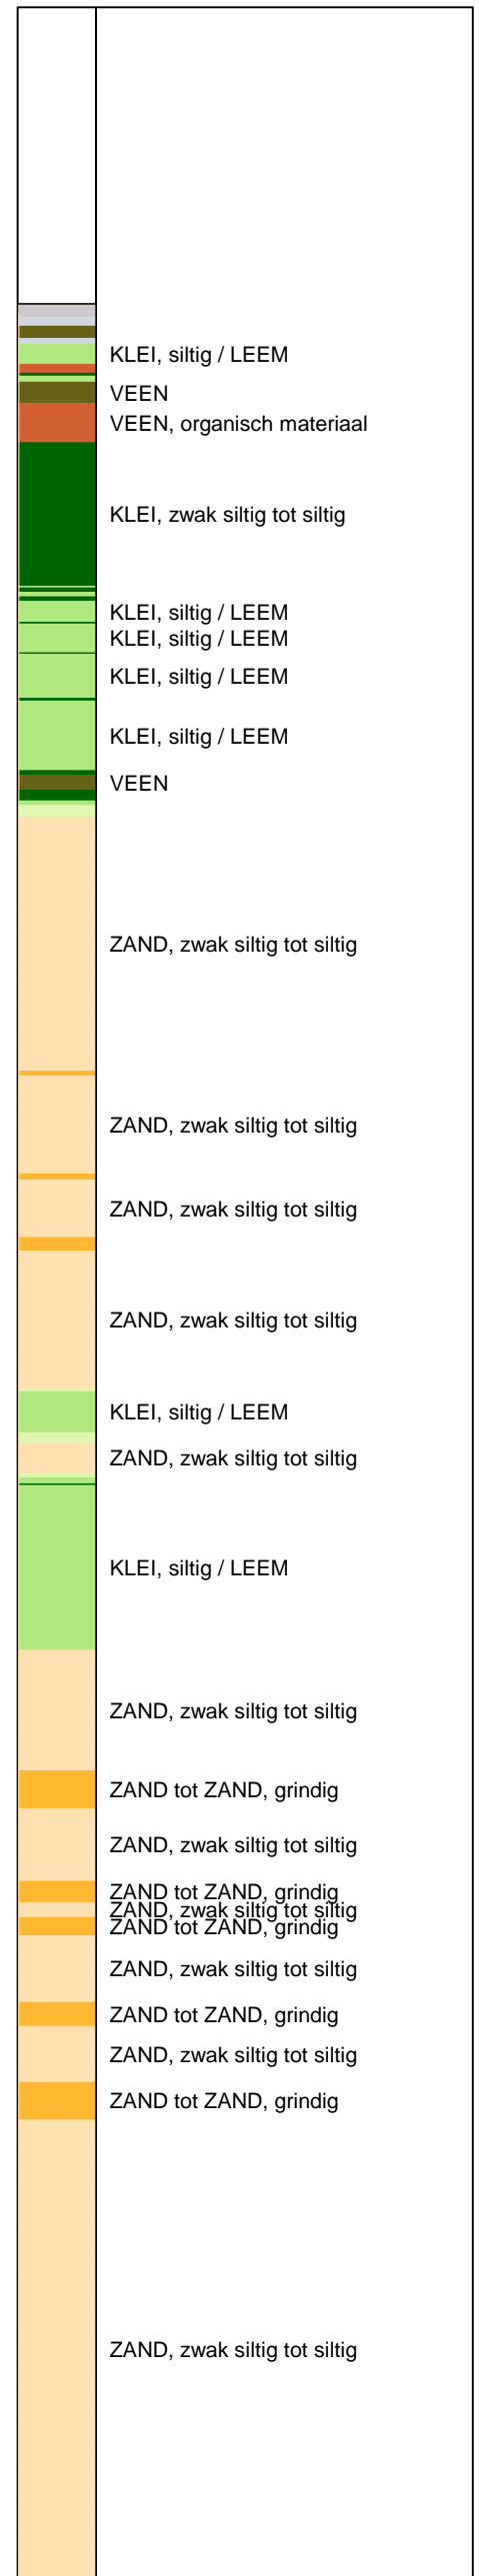 KLEI, siltig / LEEM
VEEN
VEEN, organisch materiaal
KLEI, zwak siltig tot siltig
KLEI, siltig / LEEM
KLEI, siltig / LEEM
KLEI, siltig / LEEM
KLEI, siltig / LEEM
VEEN
ZAND, zwak siltig tot siltig
ZAND, zwak siltig tot siltig
ZAND, zwak siltig tot siltig
ZAND, zwak siltig tot siltig
KLEI, siltig / LEEM
ZAND, zwak siltig tot siltig
KLEI, siltig / LEEM
ZAND, zwak siltig tot siltig
ZAND tot ZAND, grindig
ZAND, zwak siltig tot siltig
ZAND tot ZAND, grindig
ZAND, zwak siltig tot siltig
ZAND tot ZAND, grindig
ZAND, zwak siltig tot siltig
ZAND tot ZAND, grindig
ZAND, zwak siltig tot siltig
ZAND tot ZAND, grindig
ZAND, zwak siltig tot siltig